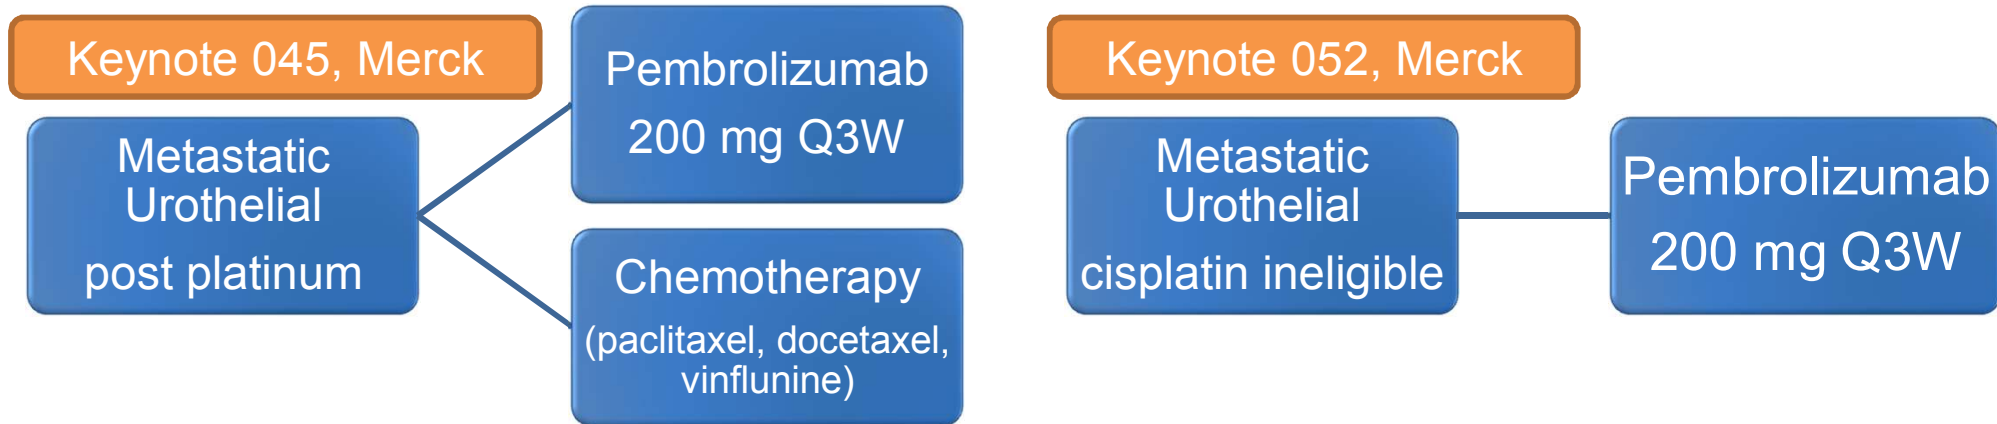 Keynote 045, Merck
Metastatic
Urothelial
post platinum
Pembrolizumab
200 mg Q3W
Chemotherapy
(paclitaxel, docetaxel,
vinflunine)
Keynote 052, Merck
Metastatic
Urothelial
cisplatin ineligible
Pembrolizumab
200 mg Q3W